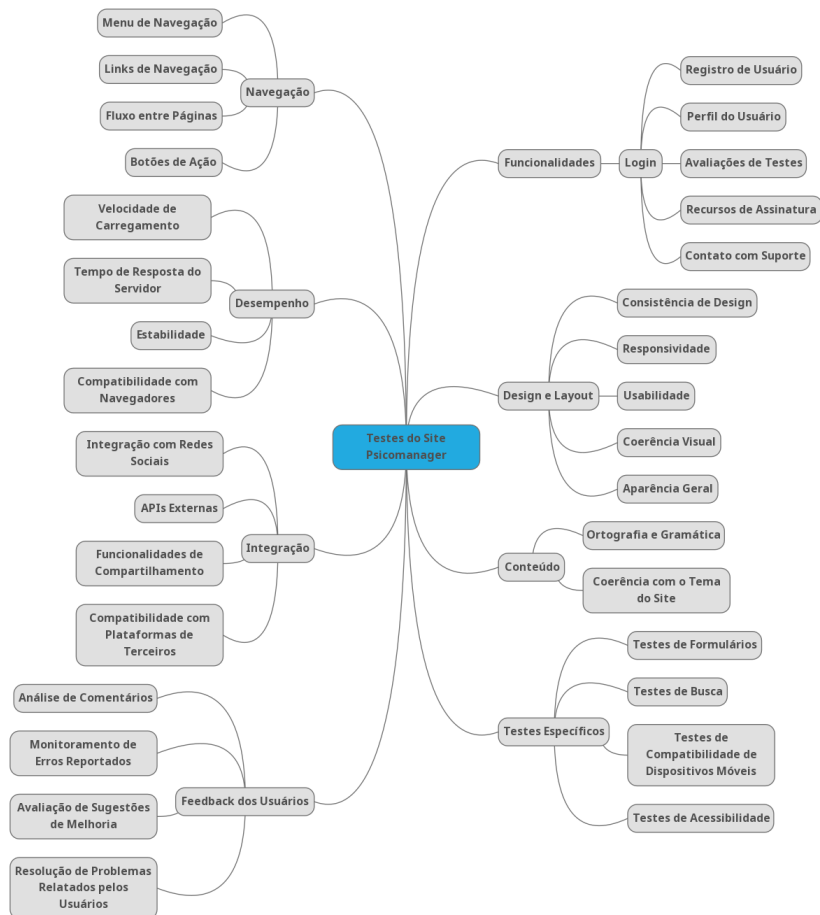 Testes do Site
Psicomanager
Navegação
Menu de Navegação
Links de Navegação
Fluxo entre Páginas
Botões de Ação
Desempenho
Velocidade de
Carregamento
Tempo de Resposta do
Servidor
Estabilidade
Compatibilidade com
Navegadores
Integração
Integração com Redes
Sociais
APIs Externas
Funcionalidades de
Compartilhamento
Compatibilidade com
Plataformas de
Terceiros
Feedback dos Usuários
Análise de Comentários
Monitoramento de
Erros Reportados
Avaliação de Sugestões
de Melhoria
Resolução de Problemas
Relatados pelos
Usuários
Funcionalidades
Login
Registro de Usuário
Perfil do Usuário
Avaliações de Testes
Recursos de Assinatura
Contato com Suporte
Design e Layout
Consistência de Design
Responsividade
Usabilidade
Coerência Visual
Aparência Geral
Conteúdo
Ortografia e Gramática
Coerência com o Tema
do Site
Testes Específicos
Testes de Formulários
Testes de Busca
Testes de
Compatibilidade de
Dispositivos Móveis
Testes de Acessibilidade